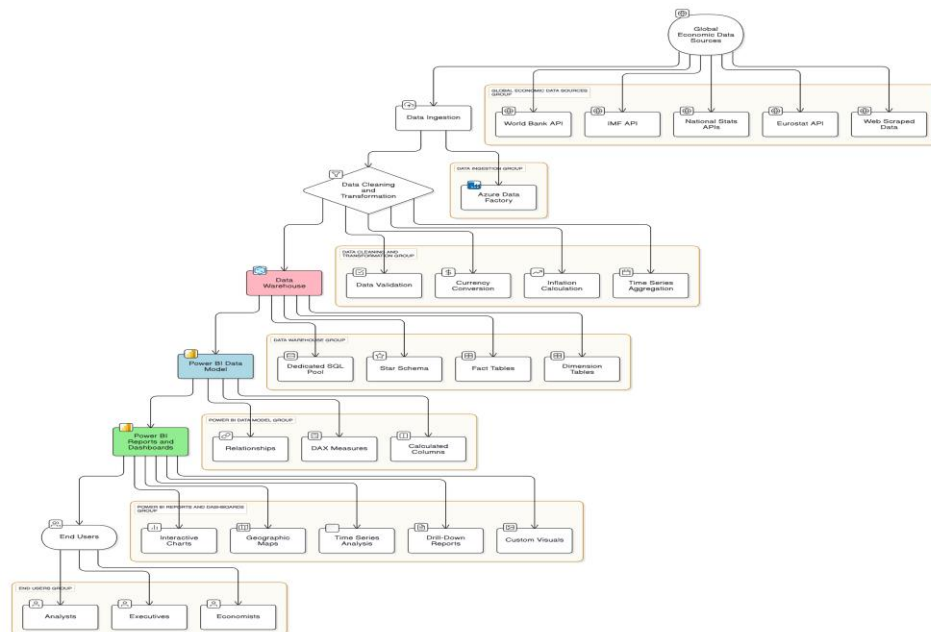 Global
Economic Data
Sources
GLOBAL ECONOMIC DATA SOURCES
GROUP
World Bank API
IMF API
National Stats
APIs
Eurostat API
Web Scraped
Data
Data Ingestion
DATA INGESTION GROUP
Azure Data
Factory
Data Cleaning
and
Transformation
DATA CLEANING AND
TRANSFORMATION GROUP
Data Validation
Currency
Conversion
Inflation
Calculation
Time Series
Aggregation
Data
Warehouse
DATA WAREHOUSE GROUP
Dedicated SQL
Pool
Star Schema
Fact Tables
Dimension
Tables
Power BI Data
Model
POWER BI DATA MODEL GROUP
Relationships
DAX Measures
Calculated
Columns
Power BI
Reports and
Dashboards
POWER BI REPORTS AND DASHBOARDS
GROUP
Interactive
Charts
Geographic
Maps
Time Series
Analysis
Drill-Down
Reports
Custom Visuals
End Users
END USERS GROUP
Analysts
Executives
Economists